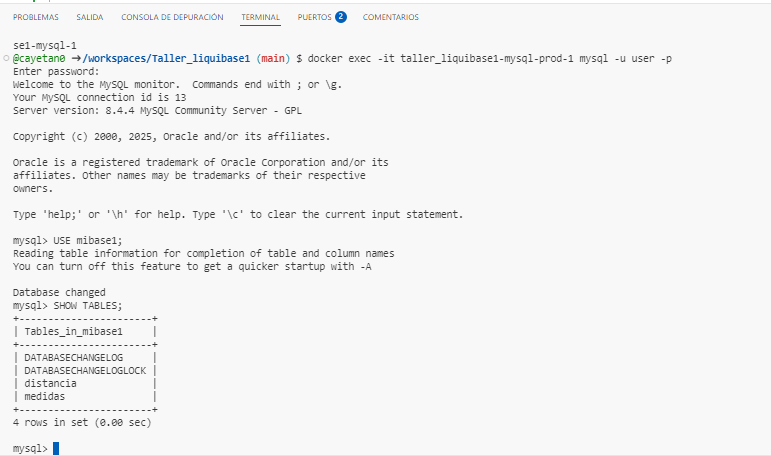 PROBLEMAS SALIDA CONSOLA DE DEPURACIÓN TERMINAL PUERTOS 2 COMENTARIOS
se1-mysql-1
@cayetan0 ➜/workspaces/Taller_liquibase1 (main) $ docker exec -it taller_liquibase1-mysql-prod-1 mysql -u user -p
Enter password:
Welcome to the MySQL monitor.  Commands end with ; or \g.
Your MySQL connection id is 13
Server version: 8.4.4 MySQL Community Server - GPL
Copyright (c) 2000, 2025, Oracle and/or its affiliates.
Oracle is a registered trademark of Oracle Corporation and/or its
affiliates. Other names may be trademarks of their respective
owners.
Type 'help;' or '\h' for help. Type '\c' to clear the current input statement.
mysql> USE mibase1;
Reading table information for completion of table and column names
You can turn off this feature to get a quicker startup with -A
Database changed
mysql> SHOW TABLES;
+-----------------------+
| Tables_in_mibase1     |
+-----------------------+
| DATABASECHANGELOG     |
| DATABASECHANGELOGLOCK |
| distancia             |
| medidas               |
+-----------------------+
4 rows in set (0.00 sec)
mysql>